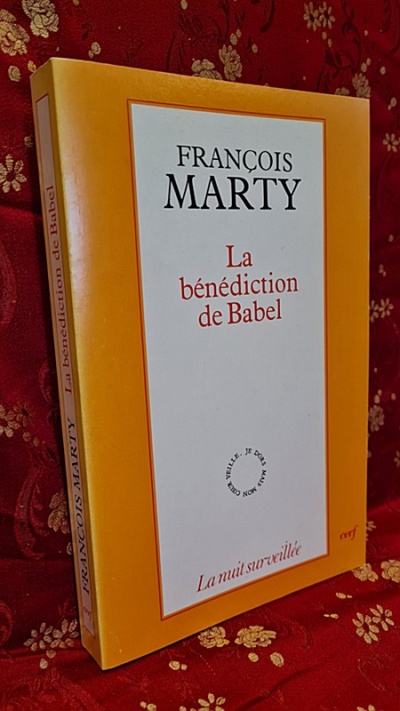 FRANÇOIS
MARTY
La
bénédiction
de Babel
JE DORS MAIS MON CŒUR VEILLE.
La nuit surveillée
cerf
FRANÇOIS MARTY La bénédiction de Babel